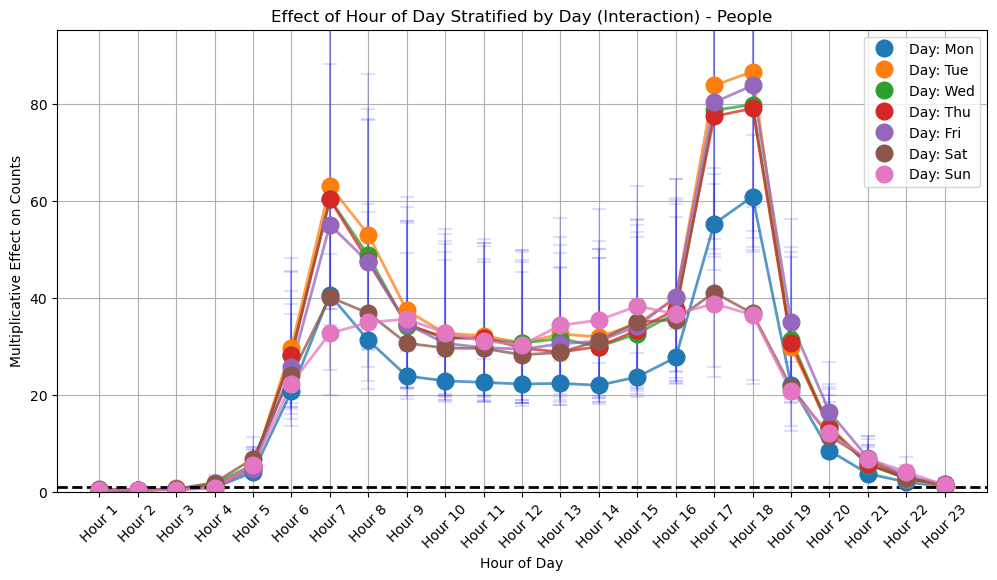 Effect of Hour of Day Stratified by Day (Interaction) - People
Multiplicative Effect on Counts
80
60
40
20
0
Day: Mon
Day: Tue
Day: Wed
Day: Thu
Day: Fri
Day: Sat
Day: Sun
Hour 1
Hour 2
Hour 3
Hour 4
Hour 5
Hour 6
Hour 7
Hour 8
Hour 9
Hour 10
Hour 11
Hour 12
Hour 13
Hour 14
Hour 15
Hour 16
Hour 17
Hour 18
Hour 19
Hour 20
Hour 21
Hour 22
Hour 23
Hour of Day